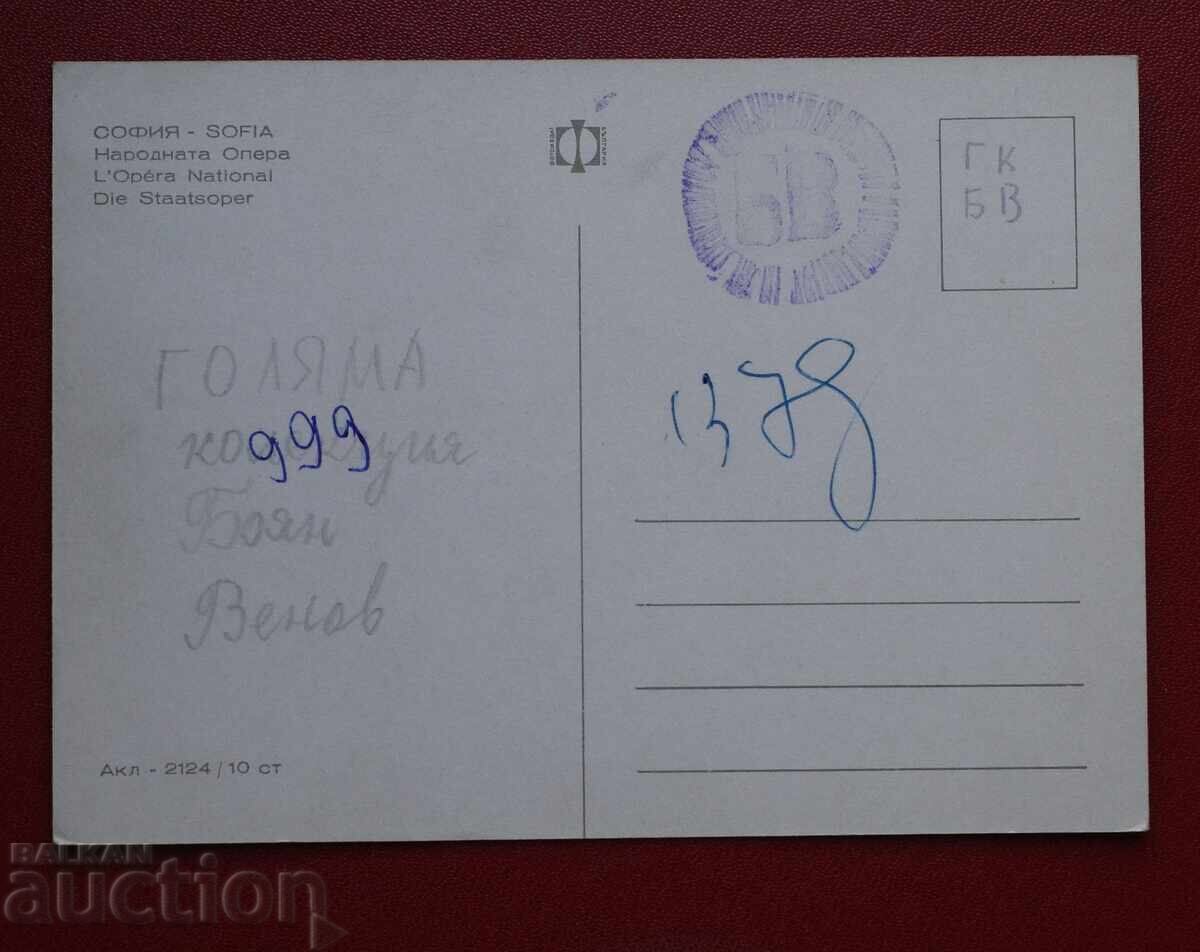 СОФИЯ - SOFIA
Народната Опера
L'Opéra National
Die Staatsoper
БВ
ГК
БВ
ГОЛЯМА
колекция
999
Боян
Венов
Акл - 2124 / 10 ст
BALKAN
auction